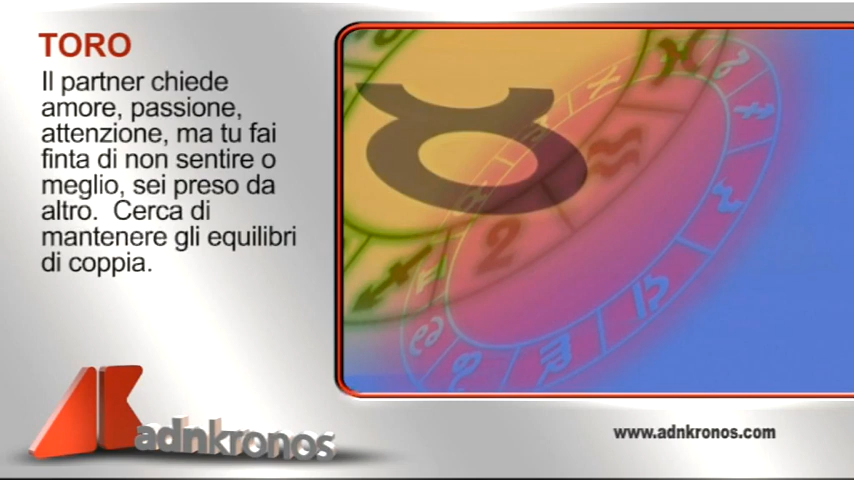 TORO
Il partner chiede
amore, passione,
attenzione, ma tu fai
finta di non sentire o
meglio, sei preso da
altro. Cerca di
mantenere gli equilibri
di coppia.
adnkronos
www.adnkronos.com